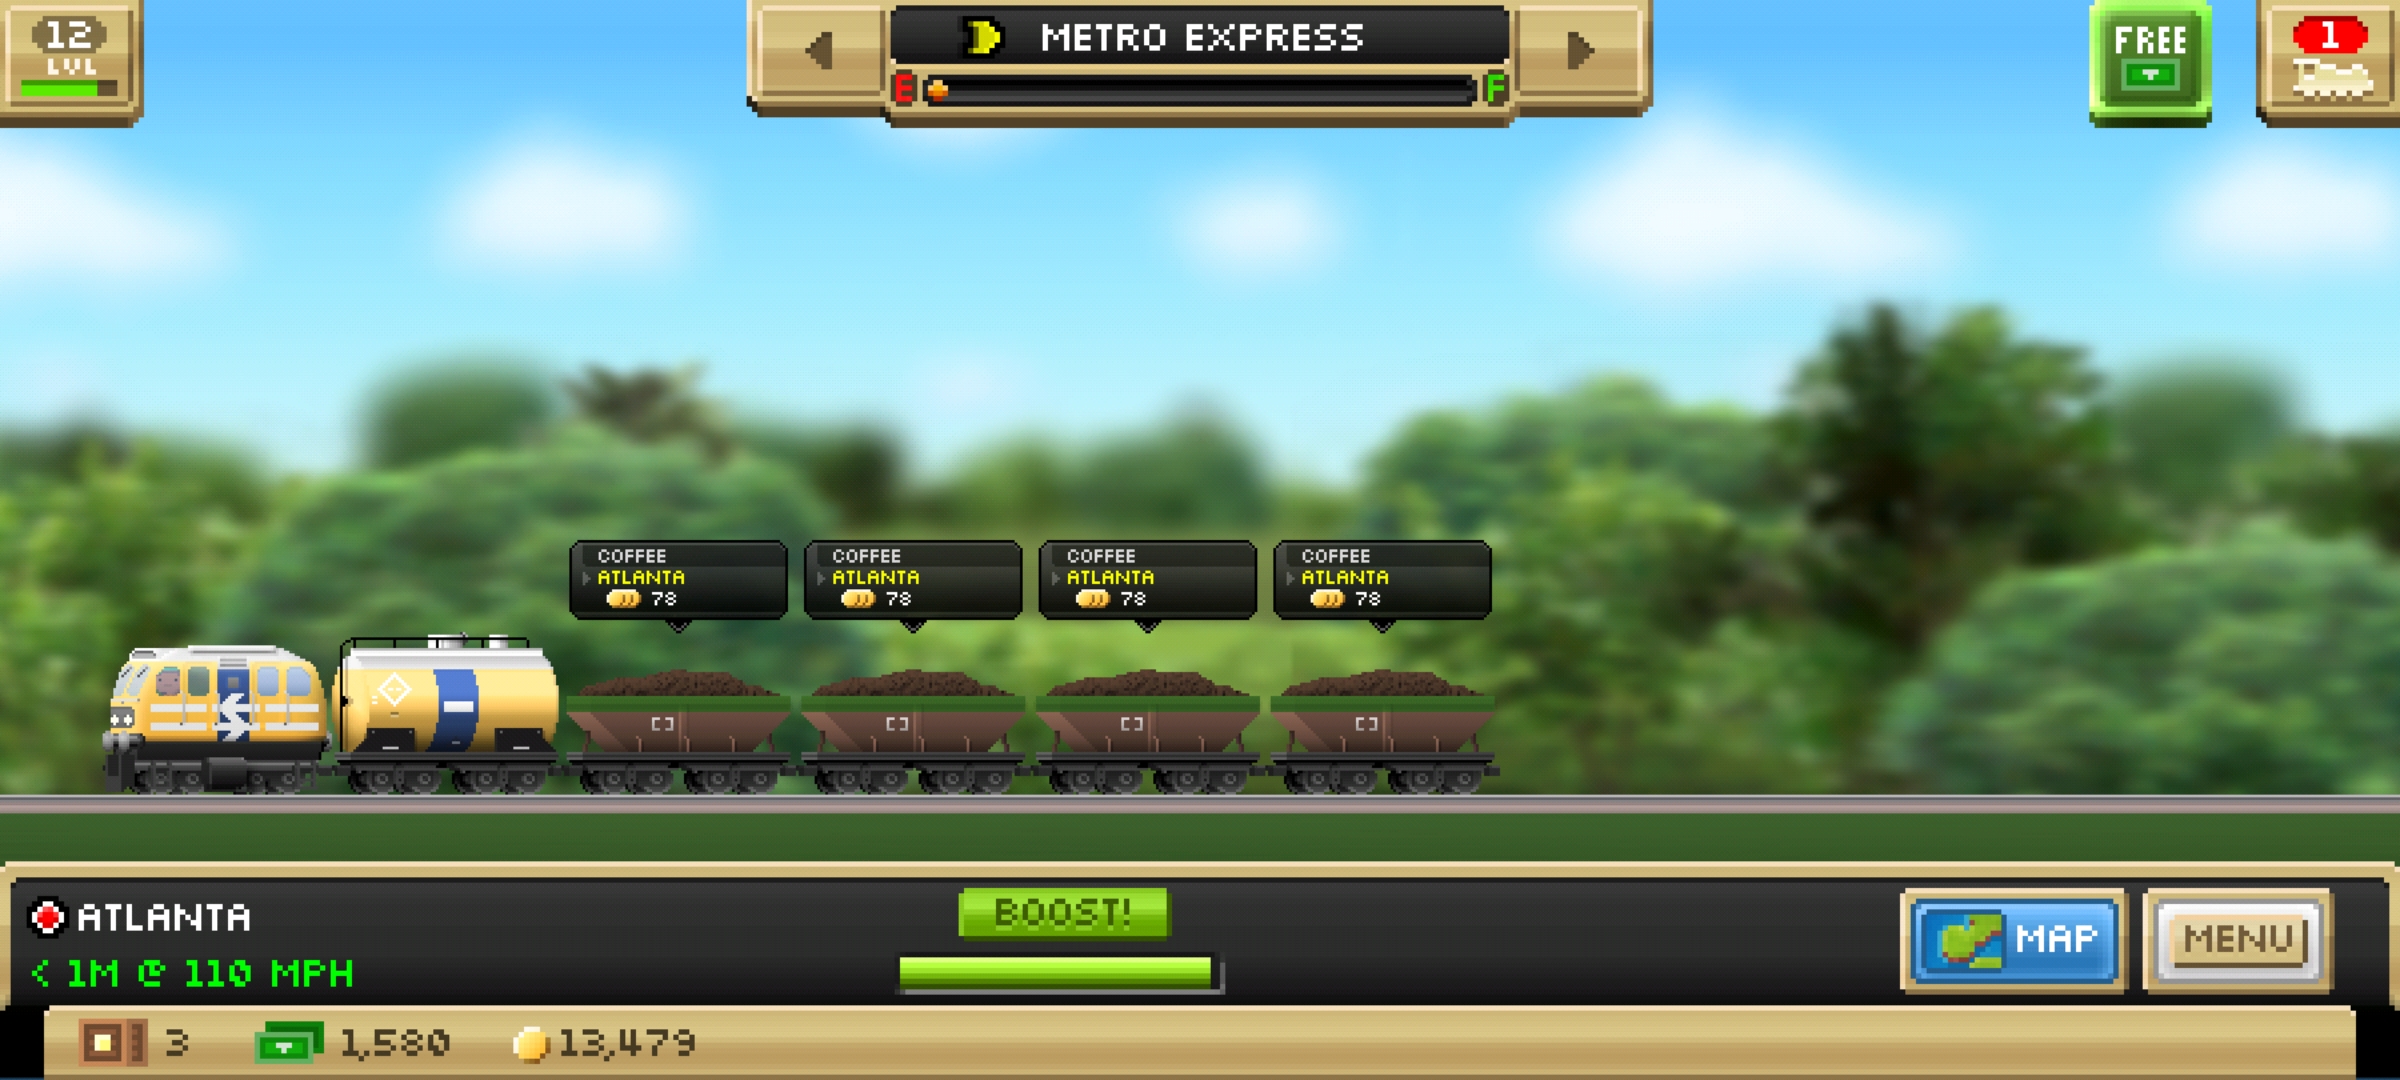 12
LVL
METRO EXPRESS
E F
FREE
1
COFFEE
ATLANTA
78
COFFEE
ATLANTA
78
COFFEE
ATLANTA
78
COFFEE
ATLANTA
78
ATLANTA
< 1M @ 110 MPH
BOOST!
MAP
MENU
3
1,580
13,479